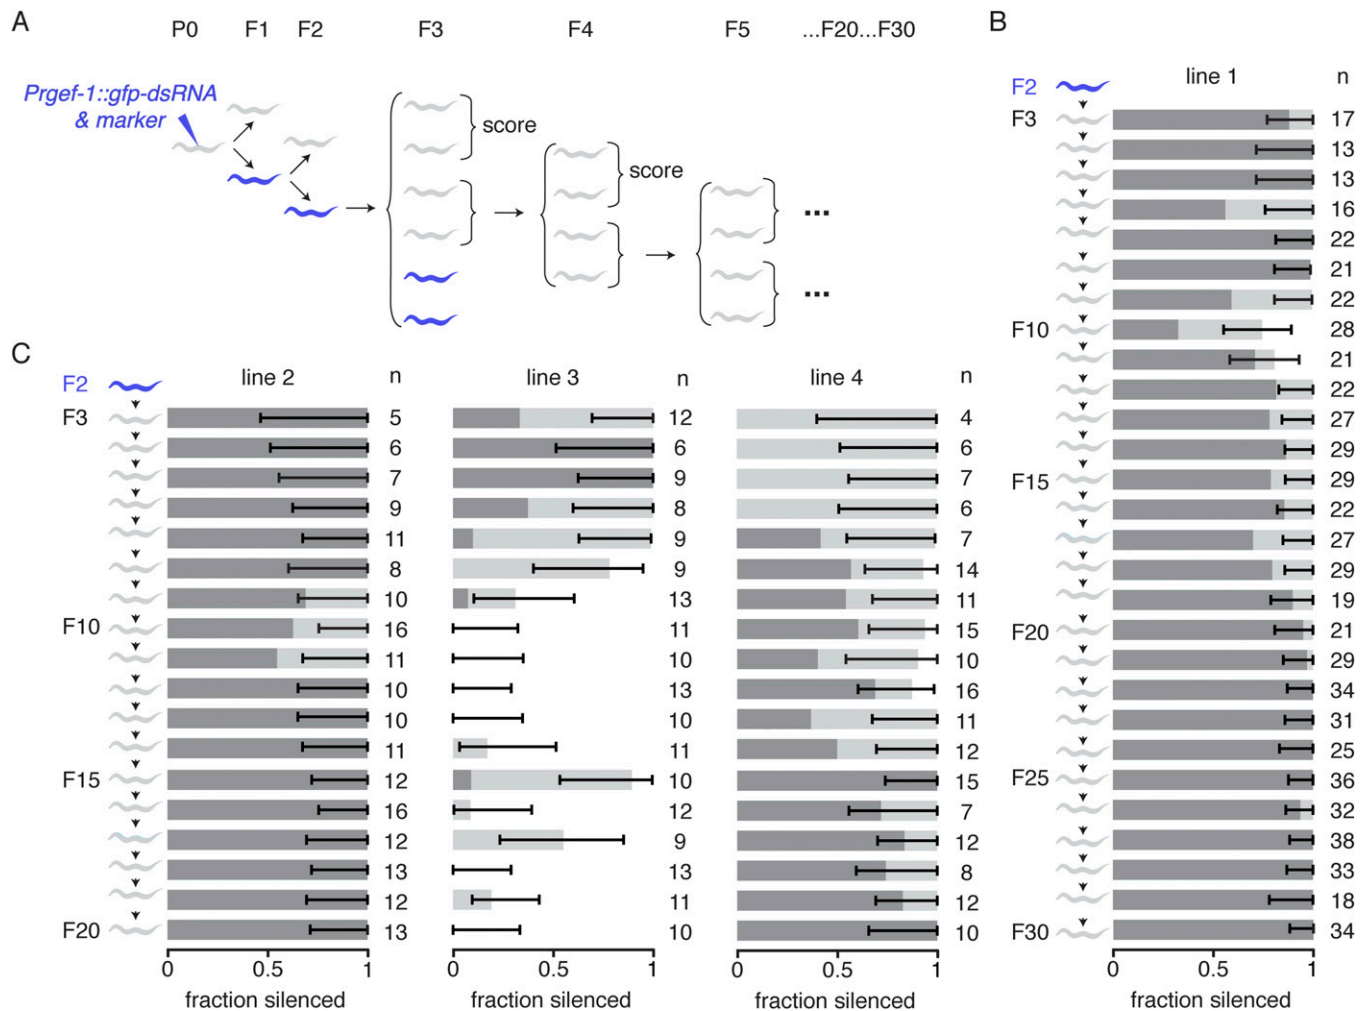 A
P0 F1 F2 F3 F4 F5 ...F20...F30
Prgef-1::gfp-dsRNA
& marker
score
score
...
...
B
line 1 n
F2
F3 17
13
13
16
22
21
22
F10 28
21
22
27
29
F15 29
22
27
29
19
F20 21
29
34
31
25
F25 36
32
38
33
18
F30 34
0 0.5 1
fraction silenced
C
F2 line 2 n line 3 n line 4 n
F3 5 12 4
6 6 6
7 9 7
9 8 6
11 9 7
8 9 14
10 13 11
F10 16 11 15
11 10 10
10 13 16
10 10 11
11 11 12
F15 12 10 15
16 12 7
12 9 12
13 13 8
12 11 12
F20 13 10 10
0 0.5 1 0 0.5 1 0 0.5 1
fraction silenced fraction silenced fraction silenced